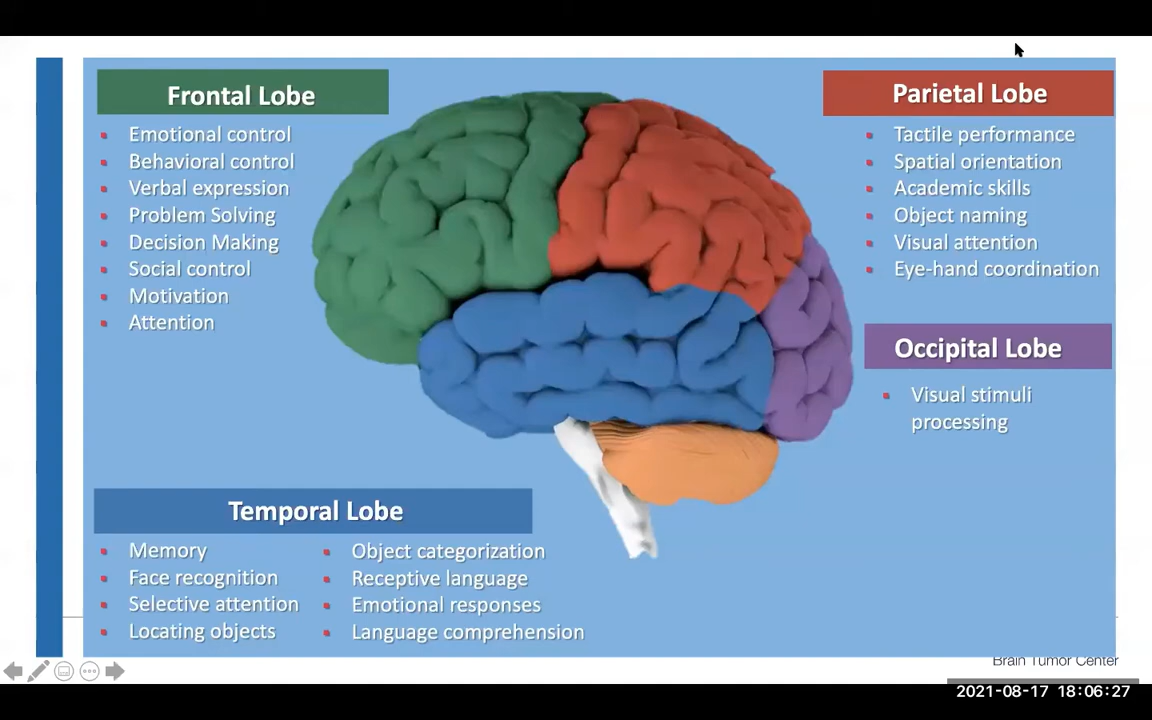 Frontal Lobe
Emotional control
Behavioral control
Verbal expression
Problem Solving
Decision Making
Social control
Motivation
Attention
Parietal Lobe
Tactile performance
Spatial orientation
Academic skills
Object naming
Visual attention
Eye-hand coordination
Occipital Lobe
Visual stimuli
processing
Temporal Lobe
Memory
Face recognition
Selective attention
Locating objects
Object categorization
Receptive language
Emotional responses
Language comprehension
Brain Tumor Center
2021-08-17 18:06:27